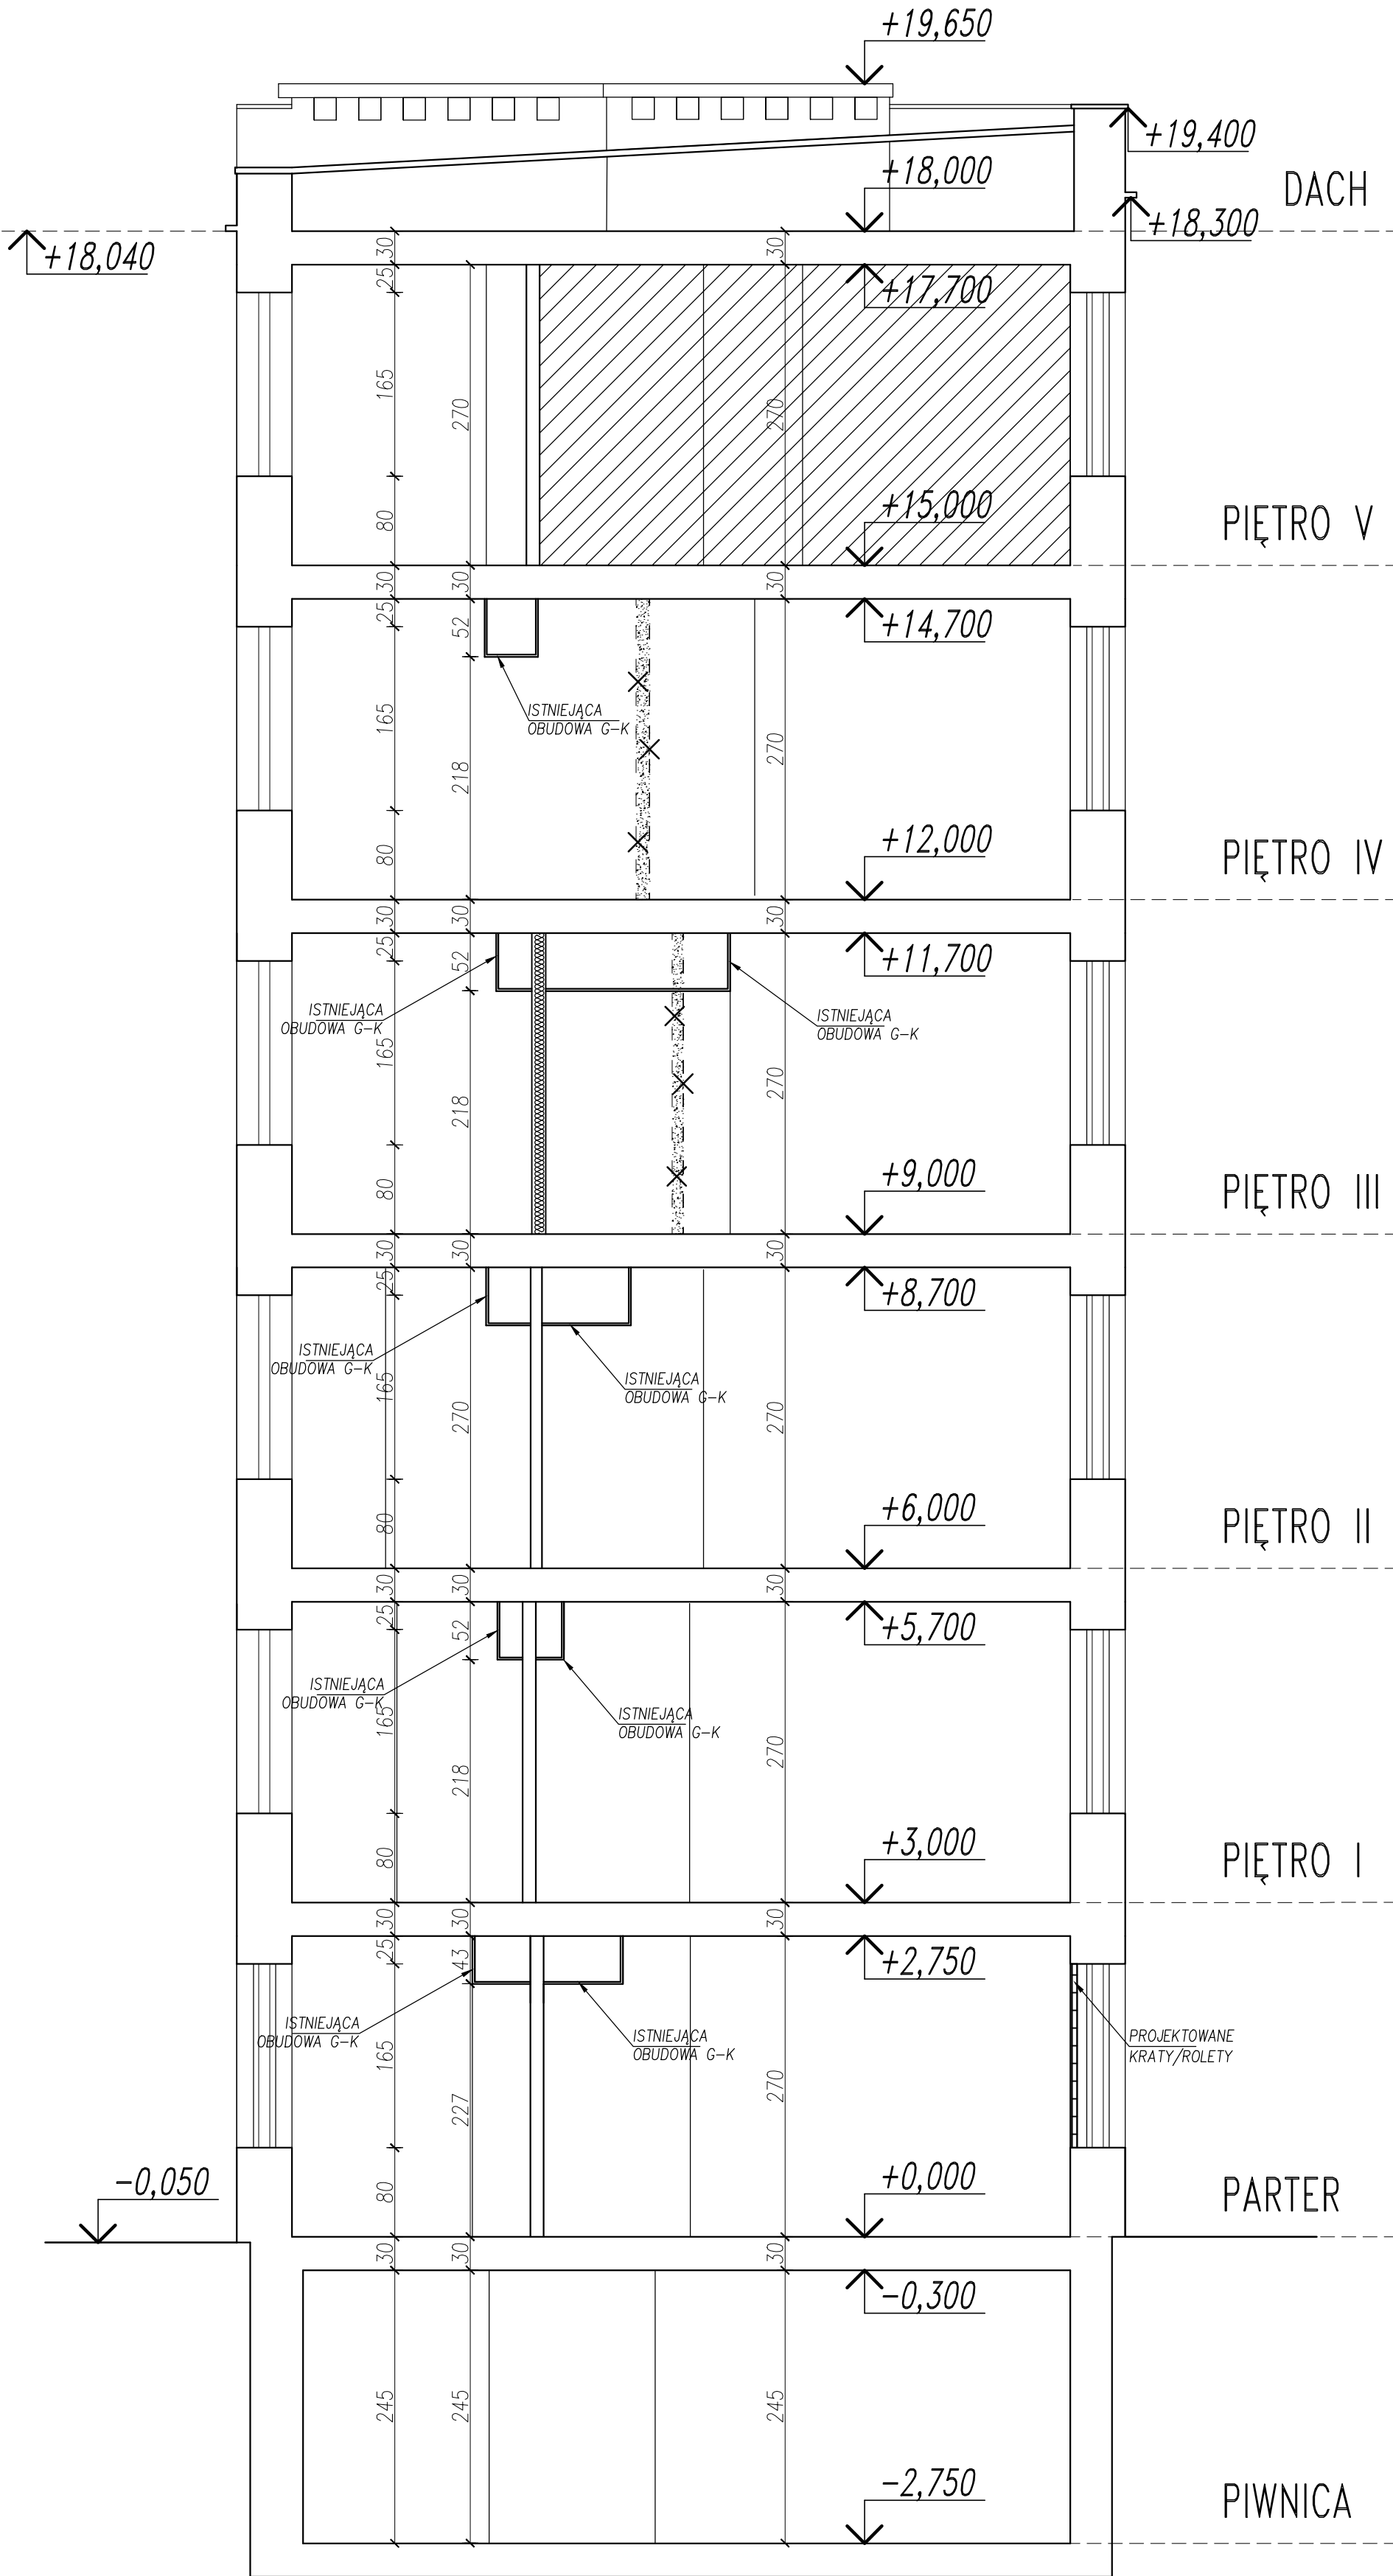 +19,650
+19,400
+18,000
DACH
+18,300
+18,040
30
30
25
+17,700
165
270
270
+15,000
80
PIĘTRO V
30
30
30
25
52
+14,700
ISTNIEJĄCA
OBUDOWA G-K
165
218
270
+12,000
80
PIĘTRO IV
30
30
30
25
52
+11,700
ISTNIEJĄCA
OBUDOWA G-K
ISTNIEJĄCA
OBUDOWA G-K
165
218
270
+9,000
80
PIĘTRO III
30
30
30
25
+8,700
ISTNIEJĄCA
OBUDOWA G-K
ISTNIEJĄCA
OBUDOWA G-K
165
270
270
+6,000
80
PIĘTRO II
30
30
30
25
52
+5,700
ISTNIEJĄCA
OBUDOWA G-K
ISTNIEJĄCA
OBUDOWA G-K
165
218
270
+3,000
80
PIĘTRO I
30
30
30
25
43
+2,750
ISTNIEJĄCA
OBUDOWA G-K
ISTNIEJĄCA
OBUDOWA G-K
PROJEKTOWANE
KRATY/ROLETY
165
227
270
-0,050
+0,000
80
PARTER
30
30
30
-0,300
245
245
245
-2,750
PIWNICA